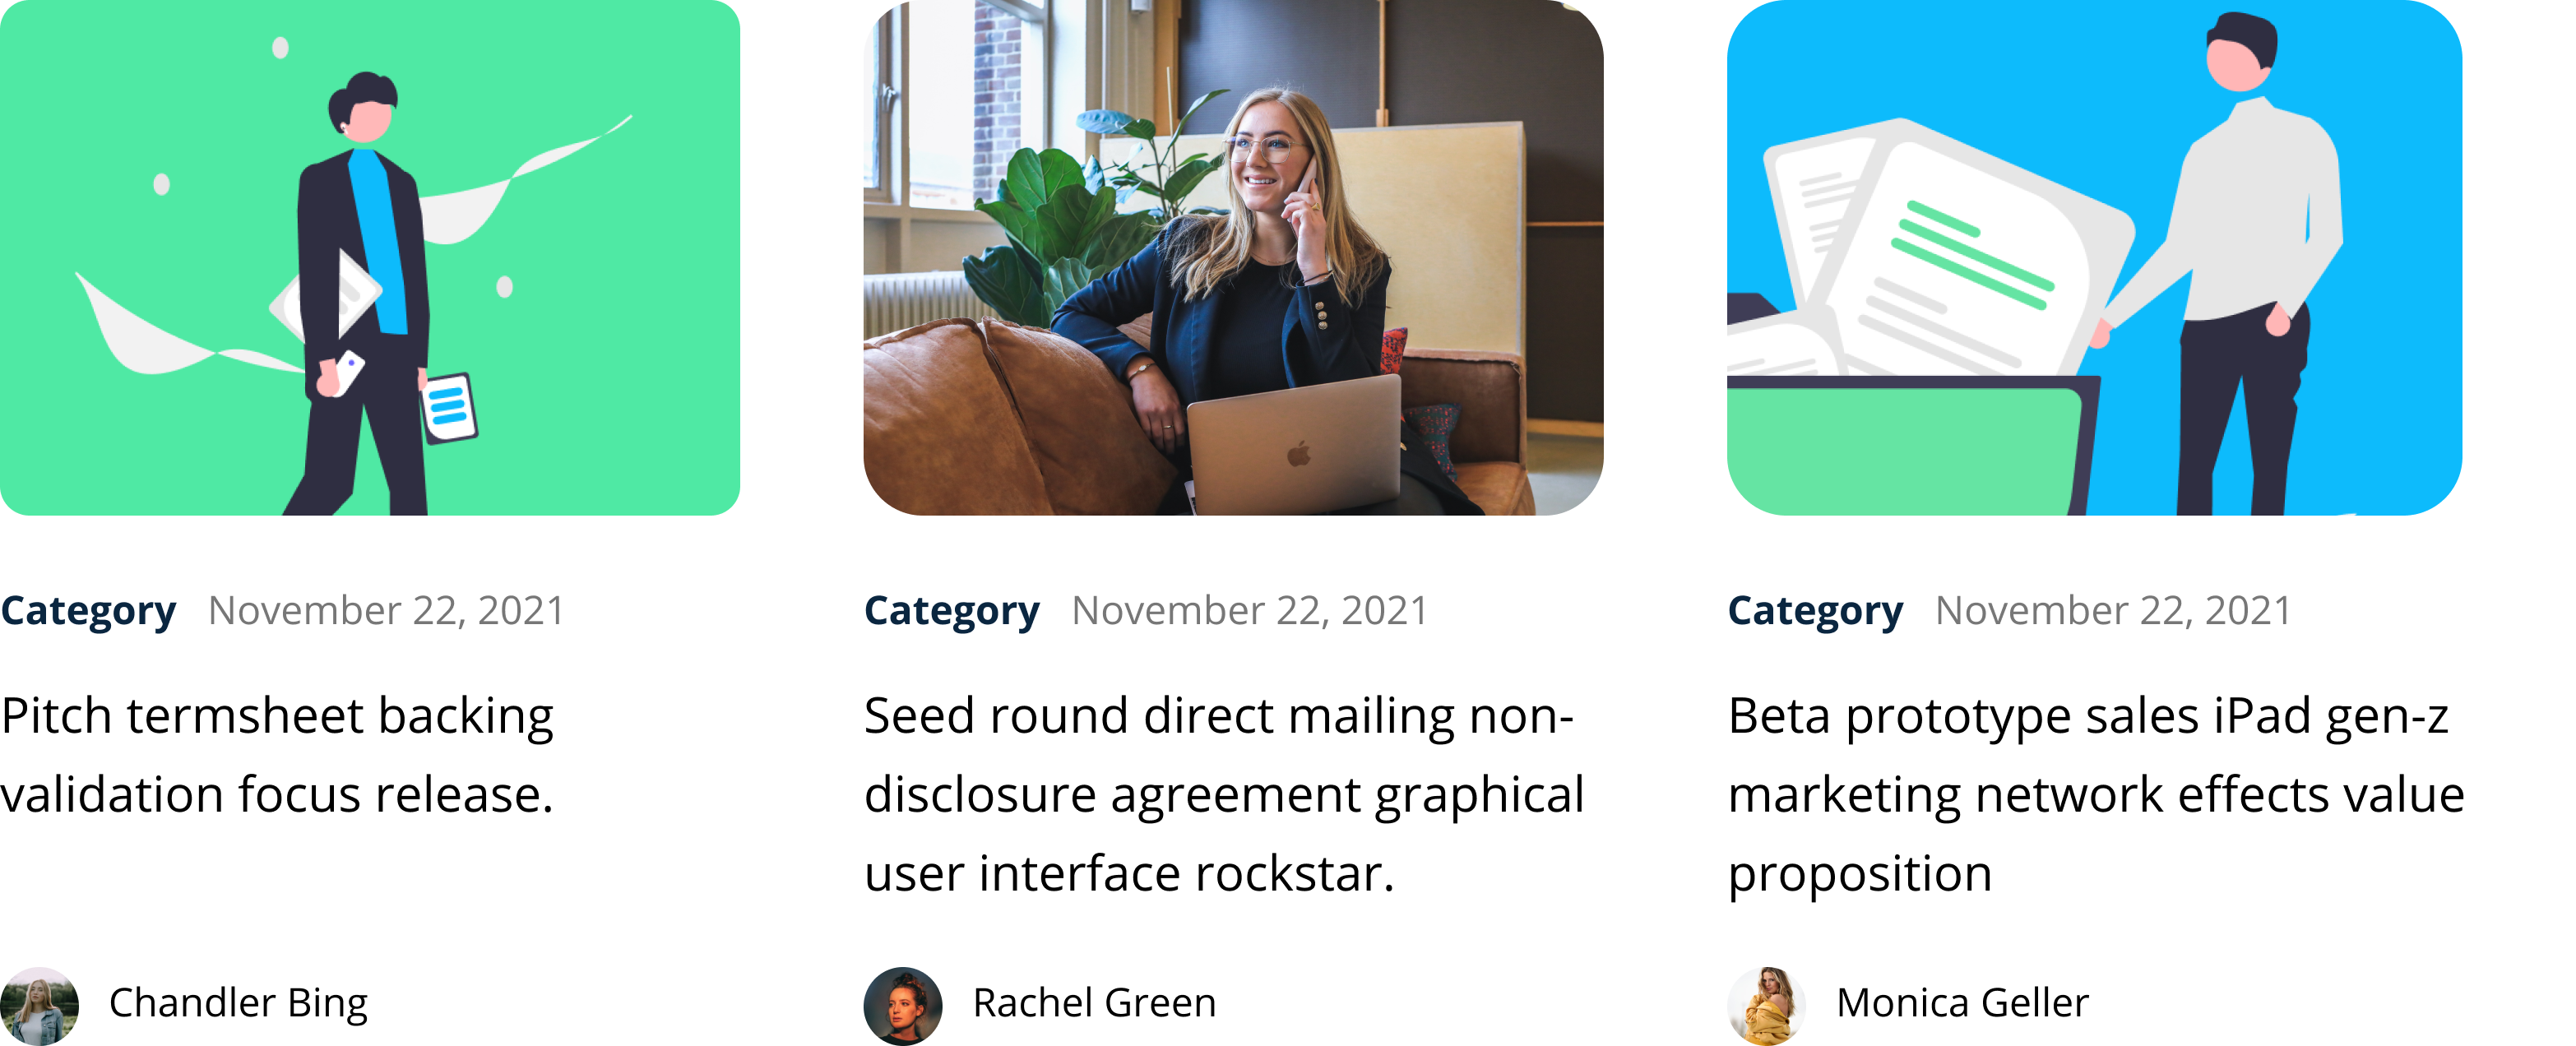 Category November 22, 2021
Pitch termsheet backing
validation focus release.
Chandler Bing
Category November 22, 2021
Seed round direct mailing non-
disclosure agreement graphical
user interface rockstar.
Rachel Green
Category November 22, 2021
Beta prototype sales iPad gen-z
marketing network effects value
proposition
Monica Geller